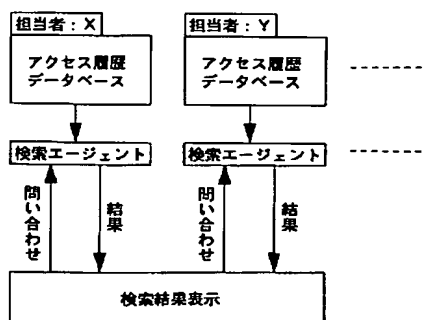 担当者：X
担当者：Y
アクセス履歴
データベース
アクセス履歴
データベース
検索エージェント
検索エージェント
問い合わせ
結果
問い合わせ
結果
検索結果表示